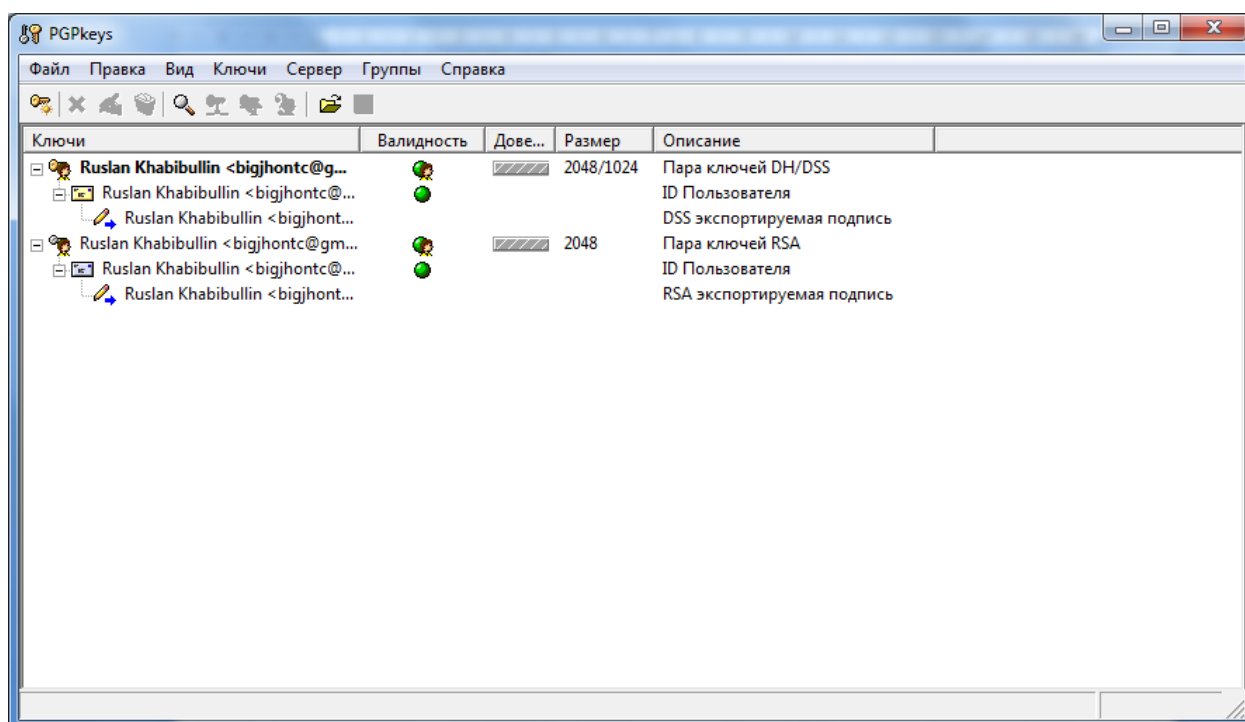 PGPkeys
Файл Правка Вид Ключи Сервер Группы Справка
Ключи Валидность Дове... Размер Описание
Ruslan Khabibullin <bigjhontc@g... 2048/1024 Пара ключей DH/DSS
Ruslan Khabibullin <bigjhontc@... ID Пользователя
Ruslan Khabibullin <bigjhont... DSS экспортируемая подпись
Ruslan Khabibullin <bigjhontc@gm... 2048 Пара ключей RSA
Ruslan Khabibullin <bigjhontc@... ID Пользователя
Ruslan Khabibullin <bigjhont... RSA экспортируемая подпись